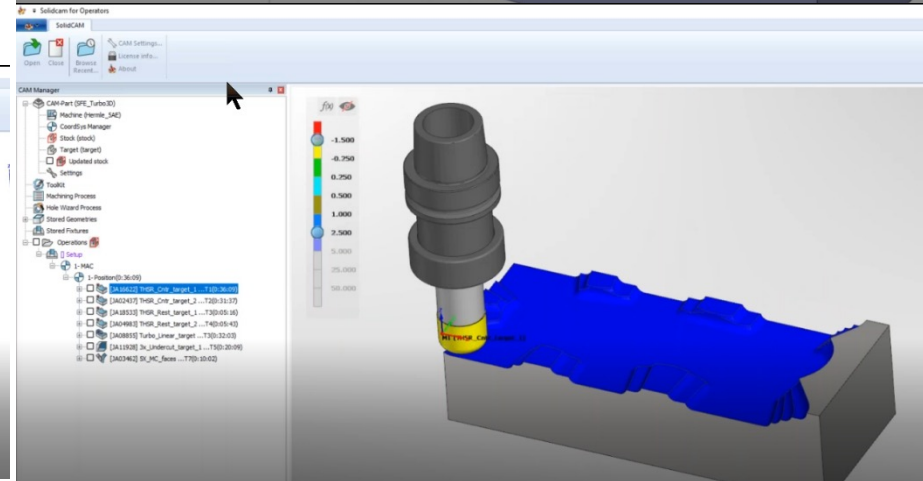 Solidcam for Operators
SolidCAM
Open
Close
Browse Recent...
CAM Settings...
License info...
About
CAM Manager
CAM-Part (SFE_Turbo3D)
Machine (Hermle_SAE)
CoordSys Manager
Stock (stock)
Target (target)
Updated stock
Settings
ToolKit
Machining Process
Hole Wizard Process
Stored Geometries
Stored Fixtures
Operations
Setup
1- MAC
1- Position(0:36:09)
[JA10622] THSR_Cntr_target_1 ...T1(0:36:09)
[JA02437] THSR_Cntr_target_2 ...T2(0:31:37)
[JA18533] THSR_Rest_target_1 ...T3(0:05:16)
[JA04983] THSR_Rest_target_2 ...T4(0:05:43)
[JA08855] Turbo_Linear_target ...T3(0:32:03)
[JA11928] 3x_Undercut_target_1 ...T5(0:20:09)
[JA03462] 5X_MC_faces ...T7(0:10:02)
f(x)
-1.500
-0.250
0.250
0.500
1.000
2.500
5.000
25.000
50.000